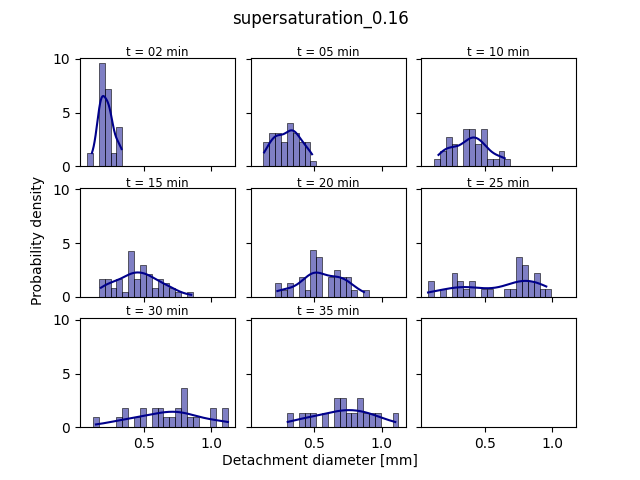 supersaturation_0.16
t = 02 min
t = 05 min
t = 10 min
10
5
0
t = 15 min
t = 20 min
t = 25 min
10
5
0
Probability density
t = 30 min
t = 35 min
10
5
0
0.5 1.0
0.5 1.0
0.5 1.0
Detachment diameter [mm]